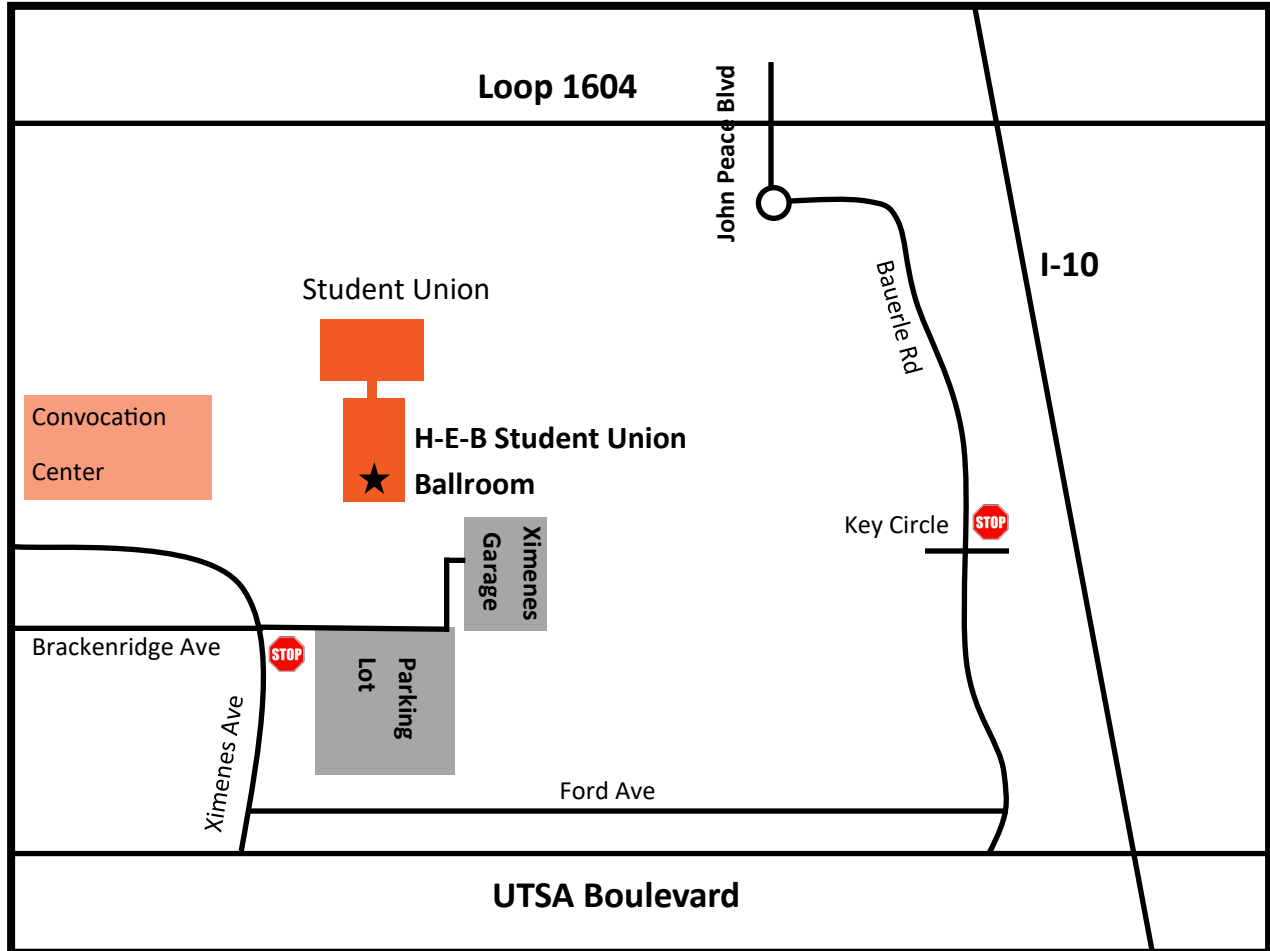 Loop 1604
John Peace Blvd
I-10
Bauerle Rd
Student Union
Convocation
Center
H-E-B Student Union
Ballroom
Ximenes
Garage
Key Circle
STOP
Brackenridge Ave
STOP
Parking
Lot
Ximenes Ave
Ford Ave
UTSA Boulevard